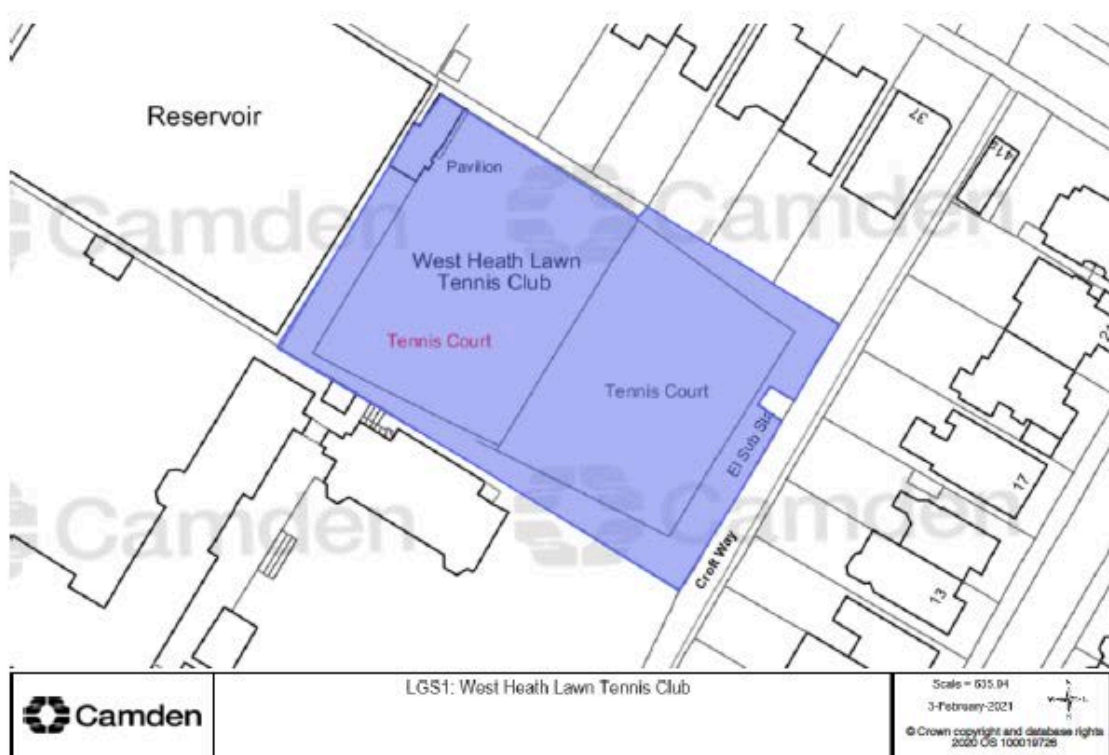 Reservoir
37
Pavilion
Camden
Camden
West Heath Lawn
Tennis Club
Tennis Court
Tennis Court
El Sub Sta
17
Camden
Camden
Croft Way
13
Camden
LGS1: West Heath Lawn Tennis Club
3-February-2021
© Crown copyright and database rights
2020 OS 100019726